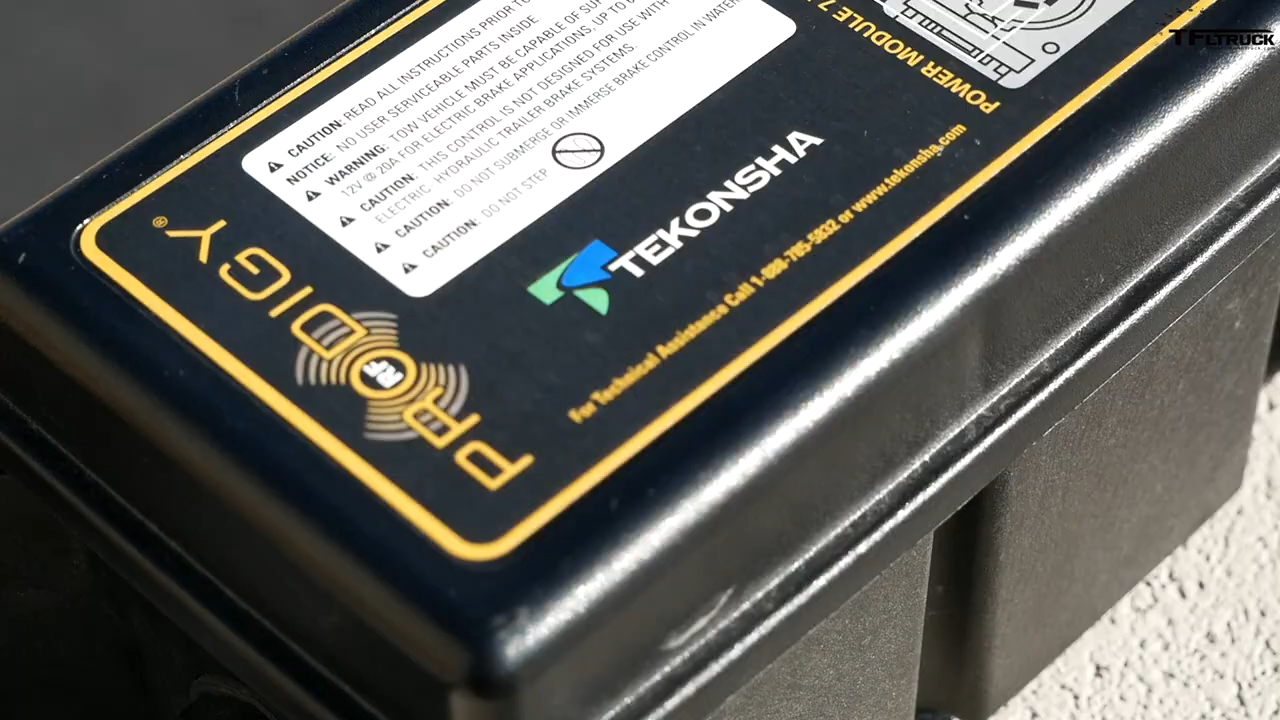 CAUTION: READ ALL INSTRUCTIONS PRIOR TO
NOTICE: NO USER SERVICEABLE PARTS INSIDE
WARNING: TOW VEHICLE MUST BE CAPABLE OF
12V @ 20A FOR ELECTRIC BRAKE APPLICATIONS, UP TO
CAUTION: THIS CONTROL IS NOT DESIGNED FOR USE WITH
ELECTRIC HYDRAULIC TRAILER BRAKE SYSTEMS.
CAUTION: DO NOT SUBMERGE OR IMMERSE BRAKE CONTROL IN WATER
CAUTION: DO NOT STEP
PRODIGY®
RF
TEKONSHA
For Technical Assistance Call 1-888-785-5832 or www.tekonsha.com
POWER MODULE
TFLTRUCK